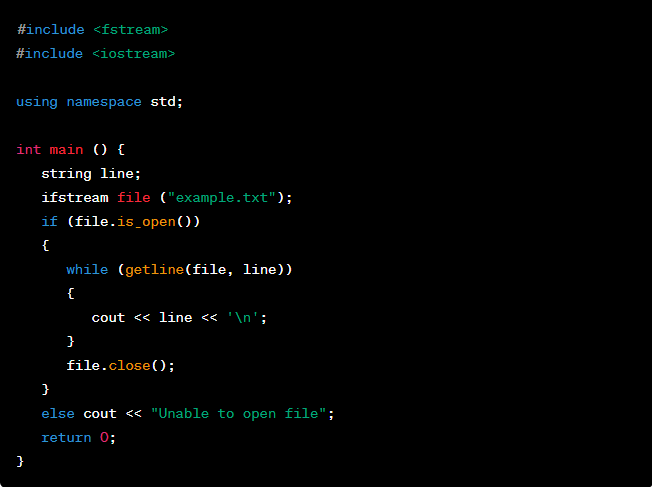 #include <fstream>
#include <iostream>

using namespace std;

int main () {
   string line;
   ifstream file ("example.txt");
   if (file.is_open())
   {
      while (getline(file, line))
      {
         cout << line << '\n';
      }
      file.close();
   }
   else cout << "Unable to open file";
   return 0;
}